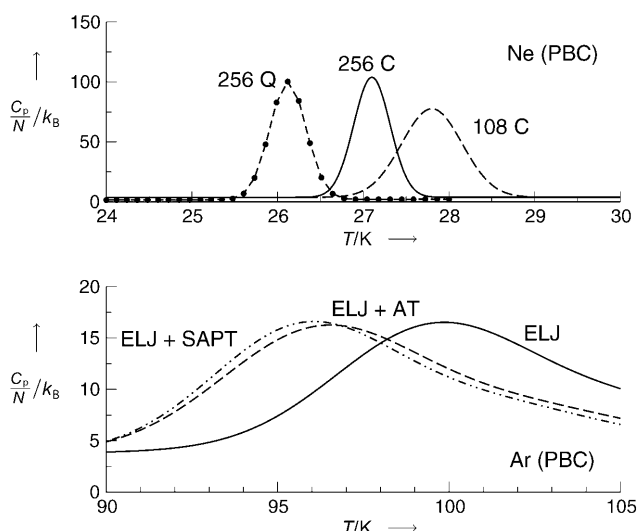 150
100
50
0
24 25 26 27 28 29 30
C_p/N /k_B
256 Q
256 C
108 C
Ne (PBC)
T/K
20
15
10
5
0
90 95 100 105
C_p/N /k_B
ELJ + SAPT
ELJ + AT
ELJ
Ar (PBC)
T/K